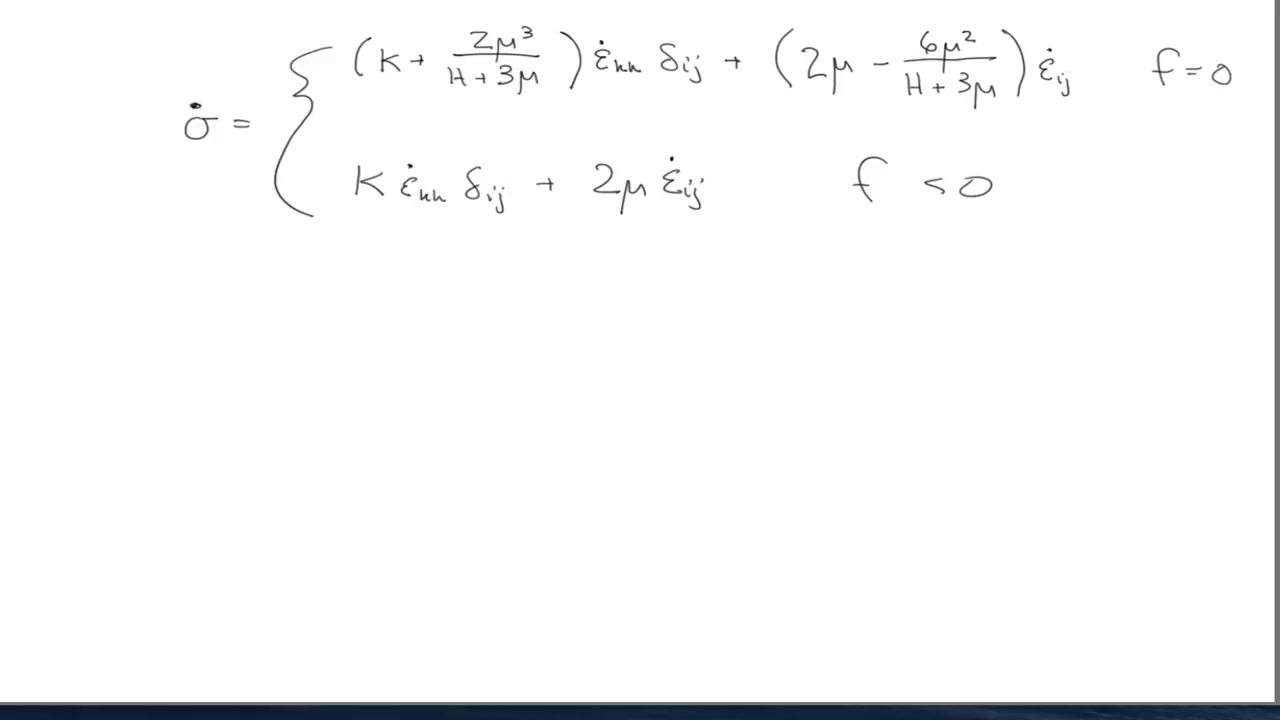 σ̇ = { (K + 2μ³/(H + 3μ)) ε̇ₖₖ δᵢⱼ + (2μ - 6μ²/(H + 3μ)) ε̇ᵢⱼ f = 0
K ε̇ₖₖ δᵢⱼ + 2μ ε̇ᵢⱼ f < 0